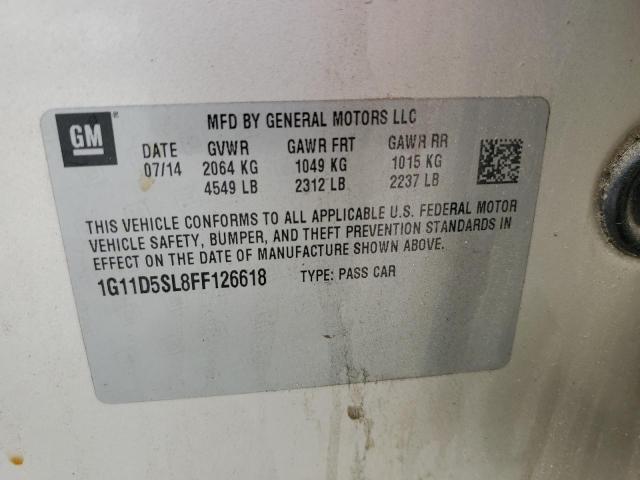 GM
MFD BY GENERAL MOTORS LLC
DATE GVWR GAWR FRT GAWR RR
07/14 2064 KG 1049 KG 1015 KG
4549 LB 2312 LB 2237 LB
THIS VEHICLE CONFORMS TO ALL APPLICABLE U.S. FEDERAL MOTOR
VEHICLE SAFETY, BUMPER, AND THEFT PREVENTION STANDARDS IN
EFFECT ON THE DATE OF MANUFACTURE SHOWN ABOVE.
1G11D5SL8FF126618 TYPE: PASS CAR